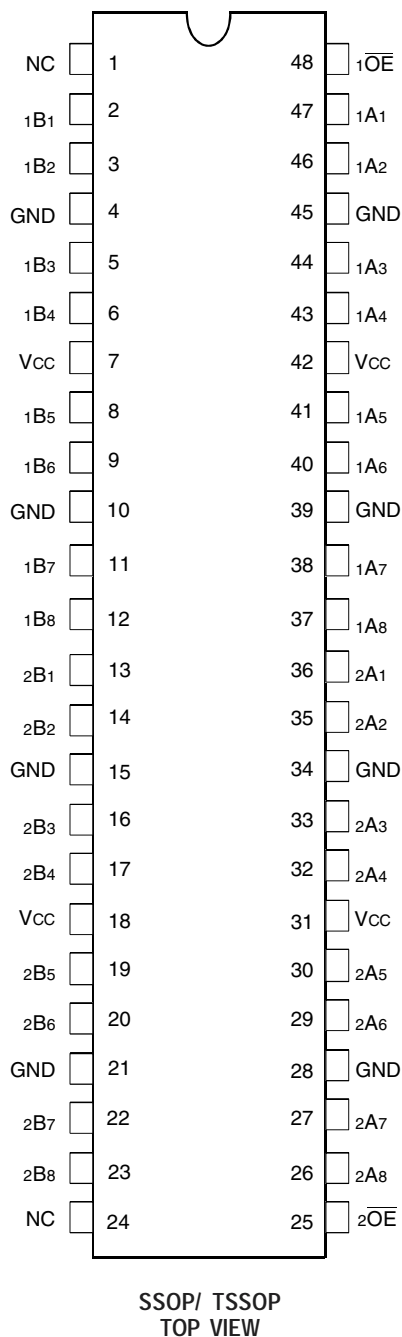 NC 1 48 1OE
1B1 2 47 1A1
1B2 3 46 1A2
GND 4 45 GND
1B3 5 44 1A3
1B4 6 43 1A4
VCC 7 42 VCC
1B5 8 41 1A5
1B6 9 40 1A6
GND 10 39 GND
1B7 11 38 1A7
1B8 12 37 1A8
2B1 13 36 2A1
2B2 14 35 2A2
GND 15 34 GND
2B3 16 33 2A3
2B4 17 32 2A4
VCC 18 31 VCC
2B5 19 30 2A5
2B6 20 29 2A6
GND 21 28 GND
2B7 22 27 2A7
2B8 23 26 2A8
NC 24 25 2OE
SSOP/ TSSOP
TOP VIEW